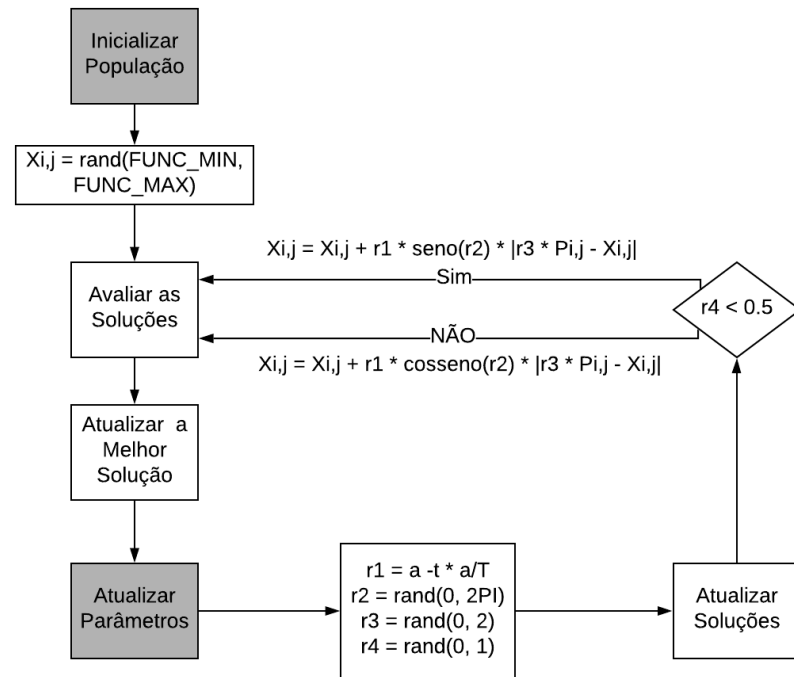 Inicializar
População
Xi,j = rand(FUNC_MIN,
FUNC_MAX)
Xi,j = Xi,j + r1 * seno(r2) * |r3 * Pi,j - Xi,j|
Sim
Avaliar as
Soluções
r4 < 0.5
NÃO
Xi,j = Xi,j + r1 * cosseno(r2) * |r3 * Pi,j - Xi,j|
Atualizar a
Melhor
Solução
Atualizar
Parâmetros
r1 = a -t * a/T
r2 = rand(0, 2PI)
r3 = rand(0, 2)
r4 = rand(0, 1)
Atualizar
Soluções